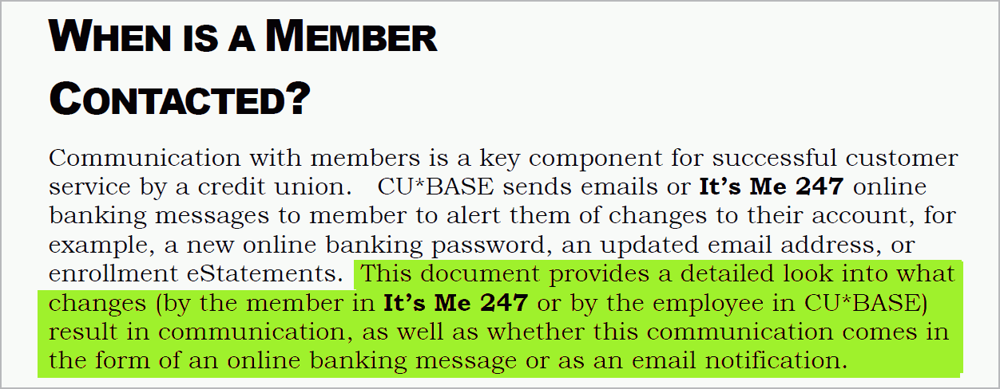 WHEN IS A MEMBER
CONTACTED?
Communication with members is a key component for successful customer
service by a credit union.   CU*BASE sends emails or It’s Me 247 online
banking messages to member to alert them of changes to their account, for
example, a new online banking password, an updated email address, or
enrollment eStatements.  This document provides a detailed look into what
changes (by the member in It’s Me 247 or by the employee in CU*BASE)
result in communication, as well as whether this communication comes in
the form of an online banking message or as an email notification.